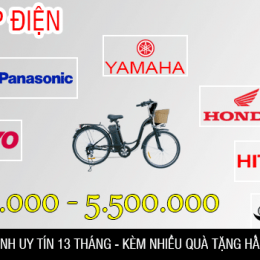 P ĐIỆN
YAMAHA
Panasonic
HOND
YO
HIT
.000 - 5.500.000
NH UY TÍN 13 THÁNG - KÈM NHIỀU QUÀ TẶNG HẤ